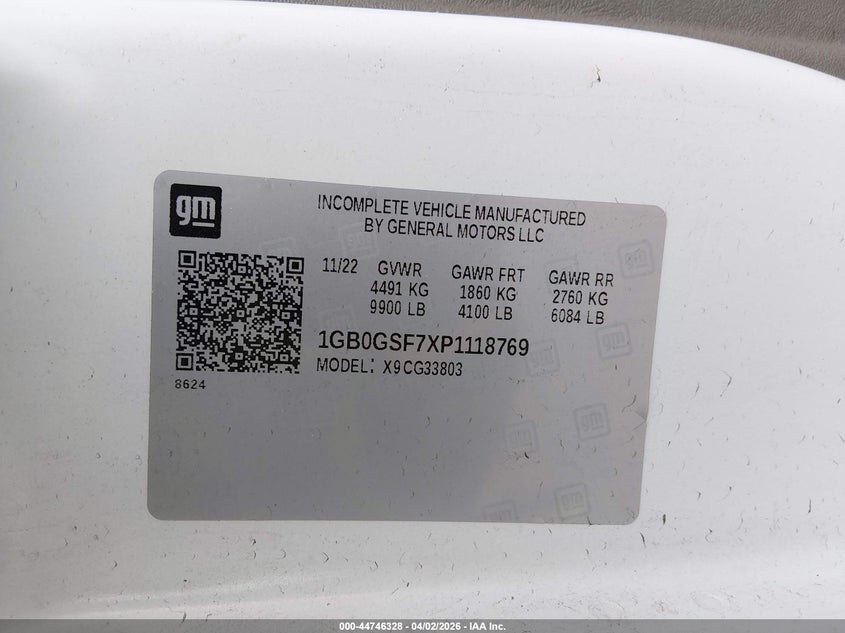 gm
INCOMPLETE VEHICLE MANUFACTURED
BY GENERAL MOTORS LLC
11/22 GVWR GAWR FRT GAWR RR
4491 KG 1860 KG 2760 KG
9900 LB 4100 LB 6084 LB
1GB0GSF7XP1118769
MODEL: X9CG33803
8624
000-44746328 - 04/02/2026 - IAA Inc.